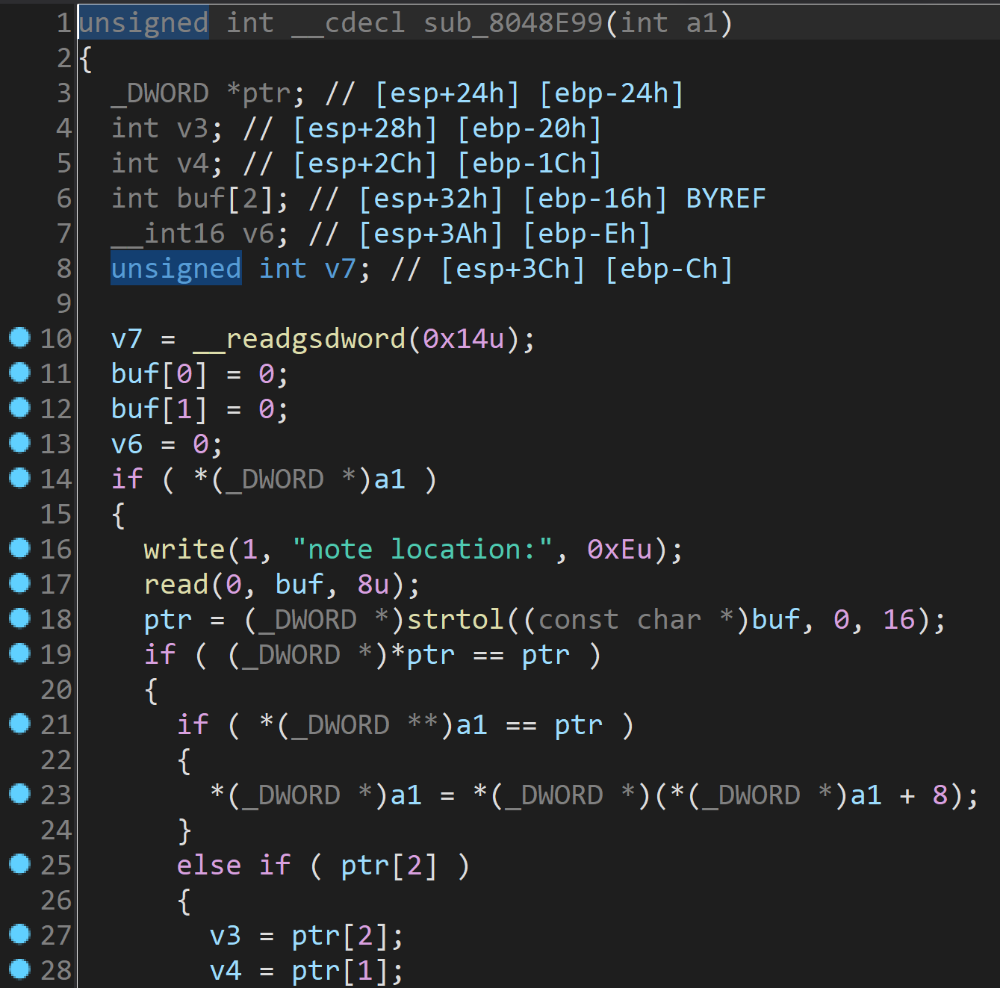 1 unsigned int __cdecl sub_8048E99(int a1)
2 {
3 _DWORD *ptr; // [esp+24h] [ebp-24h]
4 int v3; // [esp+28h] [ebp-20h]
5 int v4; // [esp+2Ch] [ebp-1Ch]
6 int buf[2]; // [esp+32h] [ebp-16h] BYREF
7 __int16 v6; // [esp+3Ah] [ebp-Eh]
8 unsigned int v7; // [esp+3Ch] [ebp-Ch]
9
10 v7 = __readgsdword(0x14u);
11 buf[0] = 0;
12 buf[1] = 0;
13 v6 = 0;
14 if ( *(_DWORD *)a1 )
15 {
16 write(1, "note location:", 0xEu);
17 read(0, buf, 8u);
18 ptr = (_DWORD *)strtol((const char *)buf, 0, 16);
19 if ( (_DWORD *)*ptr == ptr )
20 {
21 if ( *(_DWORD **)a1 == ptr )
22 {
23 *(_DWORD *)a1 = *(_DWORD *)(*(_DWORD *)a1 + 8);
24 }
25 else if ( ptr[2] )
26 {
27 v3 = ptr[2];
28 v4 = ptr[1];